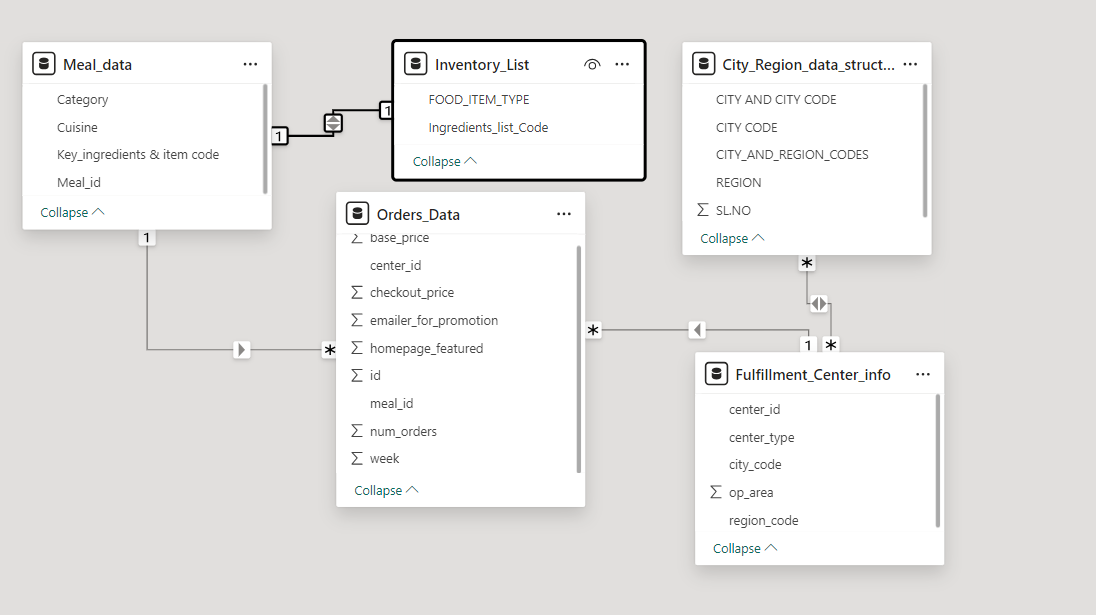 Meal_data
Category
Cuisine
Key_ingredients & item code
Meal_id
Collapse
1
1
1
Inventory_List
FOOD_ITEM_TYPE
Ingredients_list_Code
Collapse
City_Region_data_struct...
CITY AND CITY CODE
CITY CODE
CITY_AND_REGION_CODES
REGION
∑ SL.NO
Collapse
*
*
1
*
*
Orders_Data
∑ base_price
center_id
∑ checkout_price
∑ emailer_for_promotion
∑ homepage_featured
∑ id
meal_id
∑ num_orders
∑ week
Collapse
Fulfillment_Center_info
center_id
center_type
city_code
∑ op_area
region_code
Collapse